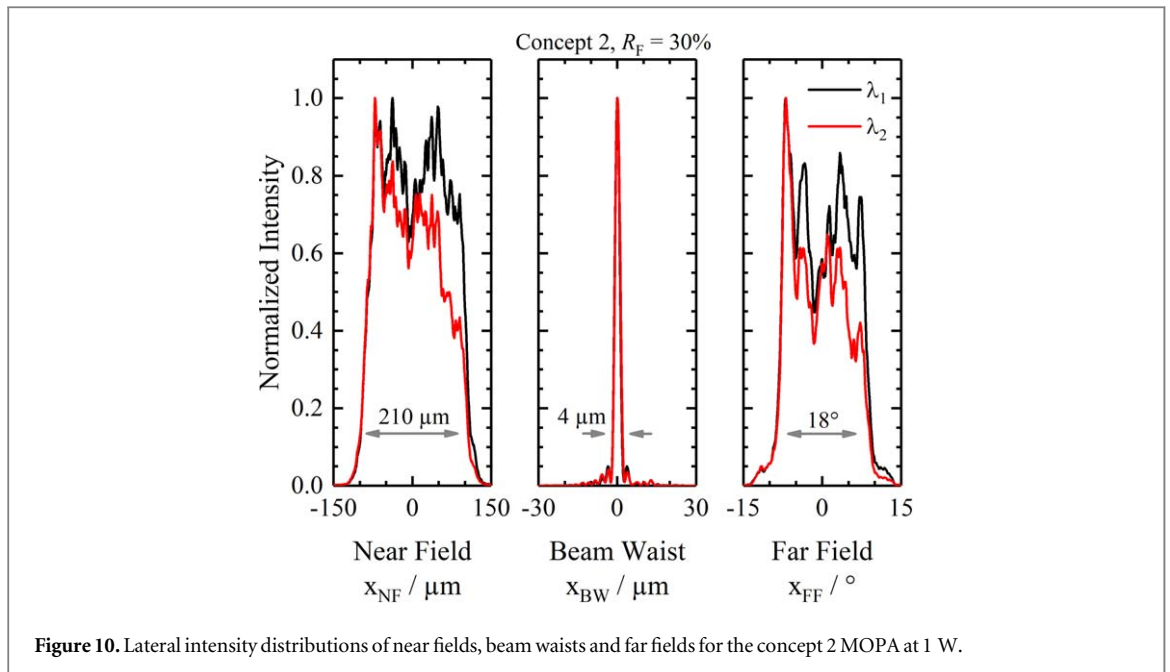 Concept 2, R_F = 30%
Normalized Intensity
1.0
0.8
0.6
0.4
0.2
0.0
210 µm
-150 0 150
Near Field
x_NF / µm
4 µm
-30 0 30
Beam Waist
x_BW / µm
λ₁
λ₂
18°
-15 0 15
Far Field
x_FF / °
Figure 10. Lateral intensity distributions of near fields, beam waists and far fields for the concept 2 MOPA at 1 W.